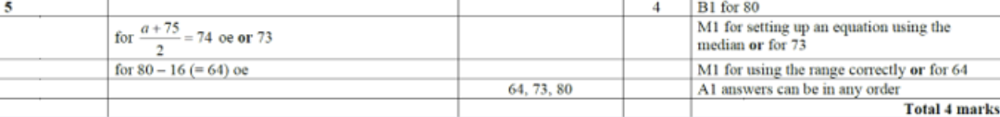 5 4 B1 for 80
for (a + 75)/2 = 74 oe or 73 M1 for setting up an equation using the
median or for 73
for 80 – 16 (= 64) oe M1 for using the range correctly or for 64
64, 73, 80 A1 answers can be in any order
Total 4 marks